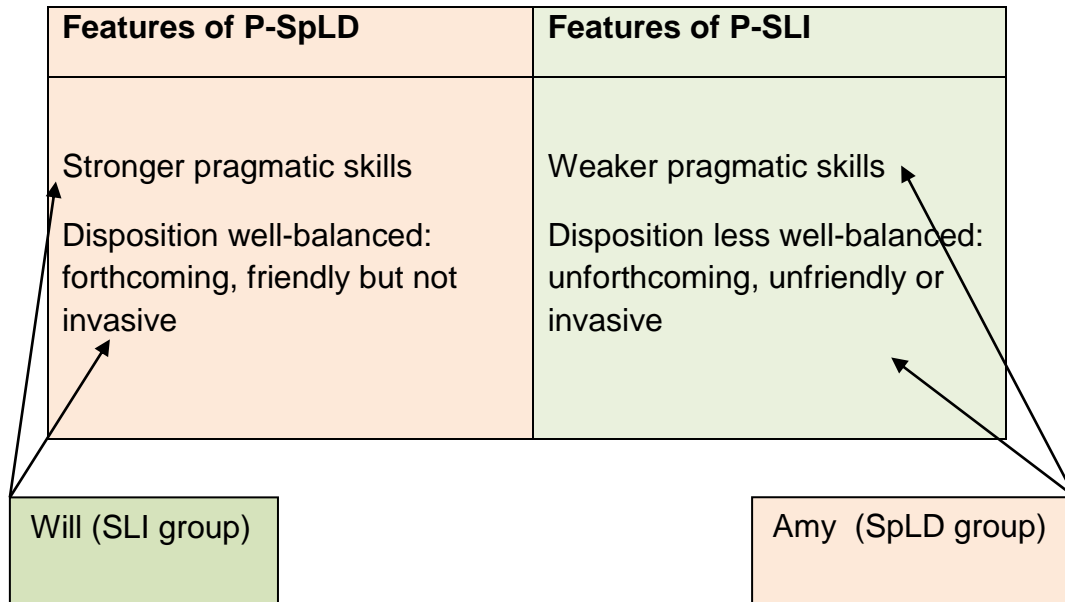 Features of P-SpLD
Features of P-SLI
Stronger pragmatic skills
Disposition well-balanced:
forthcoming, friendly but not
invasive
Weaker pragmatic skills
Disposition less well-balanced:
unforthcoming, unfriendly or
invasive
Will (SLI group)
Amy (SpLD group)